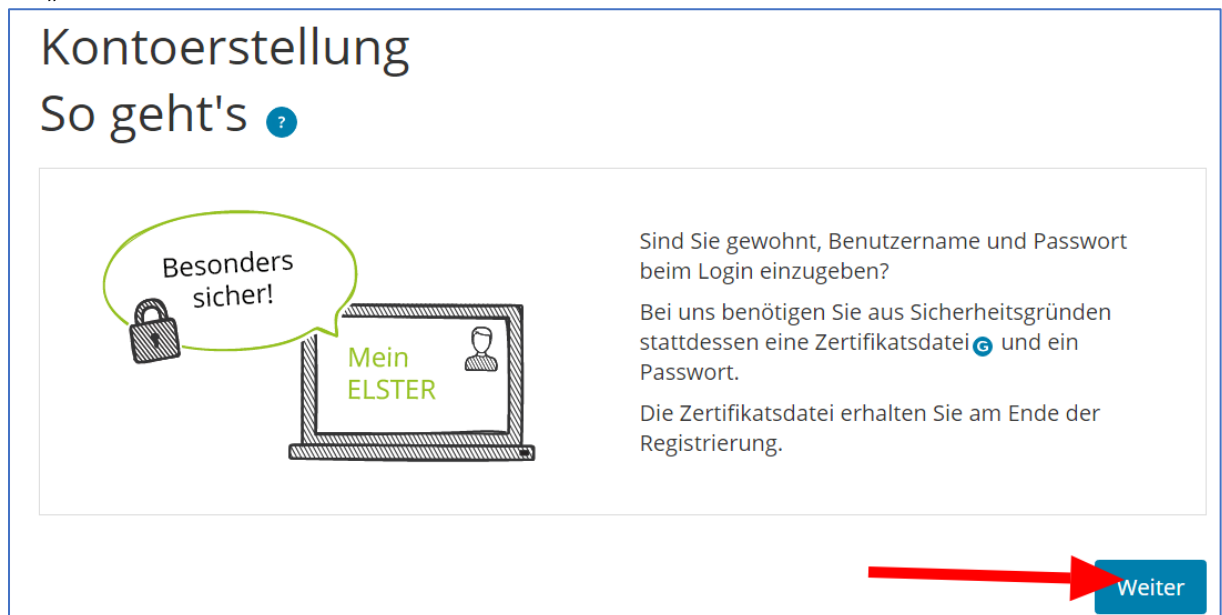 Kontoerstellung
So geht's ?
Besonders
sicher!
Mein
ELSTER
Sind Sie gewohnt, Benutzername und Passwort
beim Login einzugeben?
Bei uns benötigen Sie aus Sicherheitsgründen
stattdessen eine Zertifikatsdatei G und ein
Passwort.
Die Zertifikatsdatei erhalten Sie am Ende der
Registrierung.
Weiter